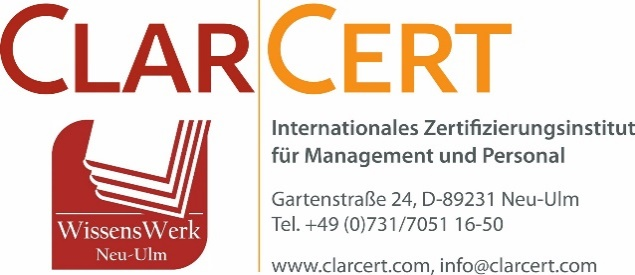 CLARCERT
WissensWerk
Neu-Ulm
Internationales Zertifizierungsinstitut
für Management und Personal
Gartenstraße 24, D-89231 Neu-Ulm
Tel. +49 (0)731/7051 16-50
www.clarcert.com, info@clarcert.com